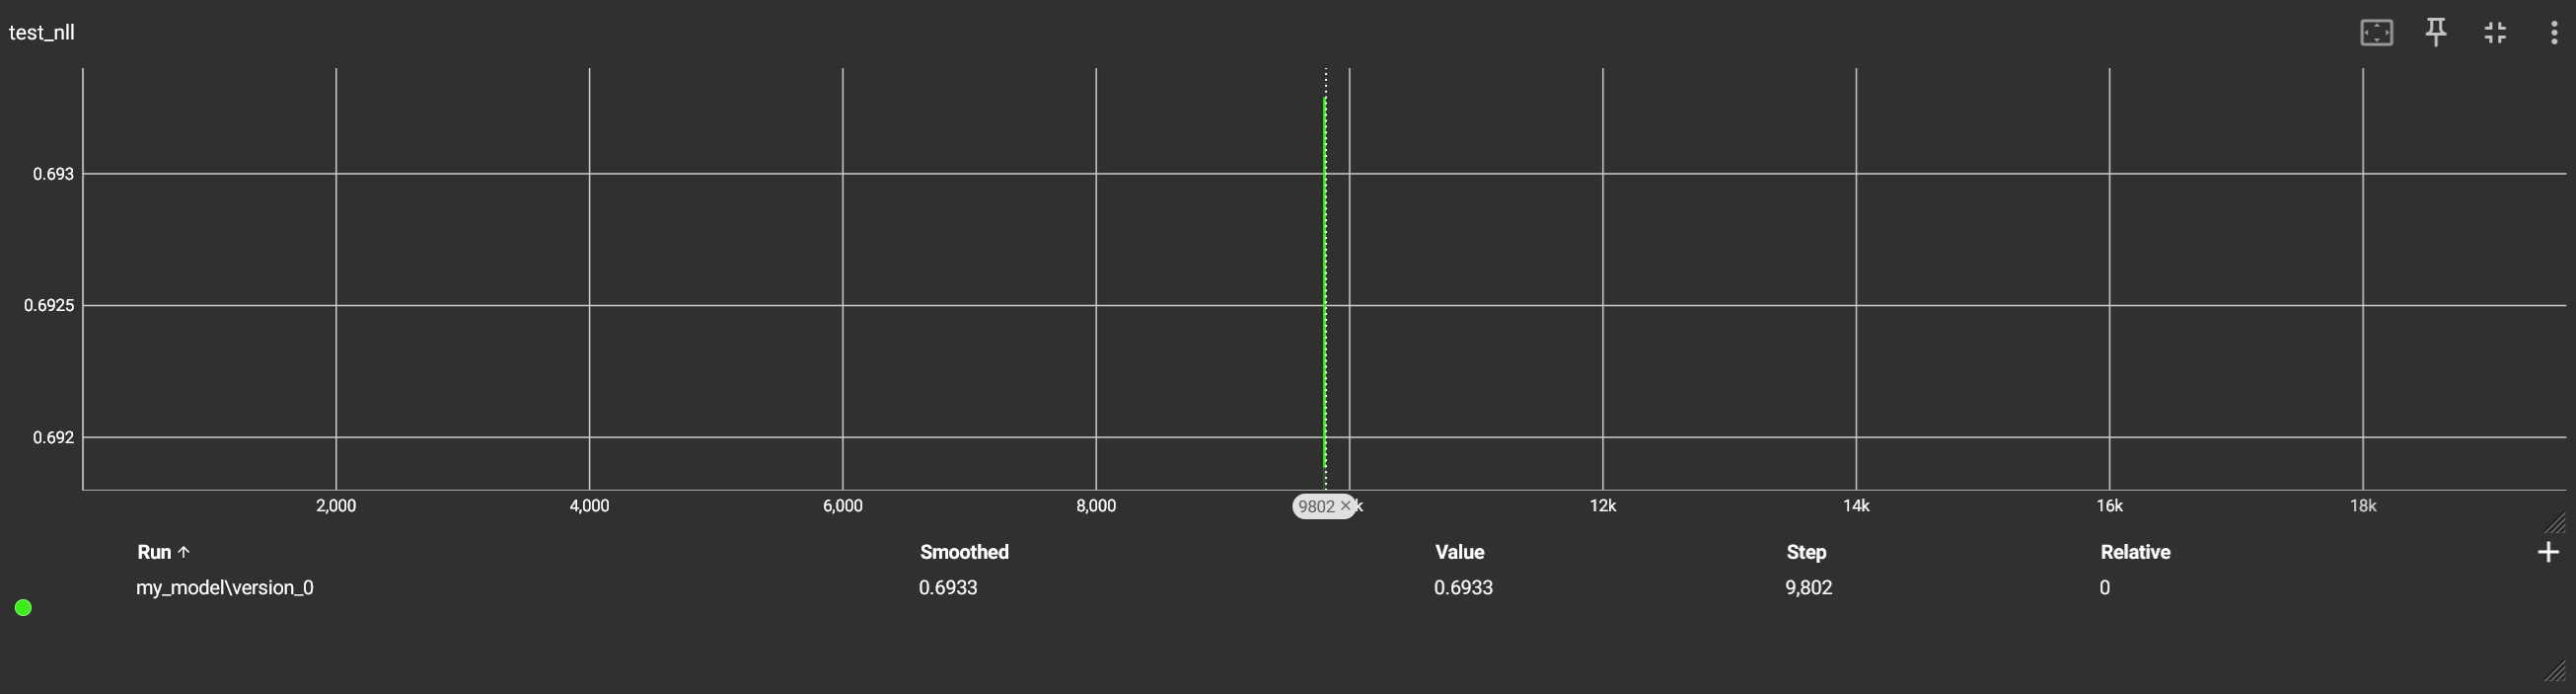 test_nll
0.693
0.6925
0.692
2,000 4,000 6,000 8,000 9802 × k 12k 14k 16k 18k
Run ↑ Smoothed Value Step Relative +
my_model\version_0 0.6933 0.6933 9,802 0